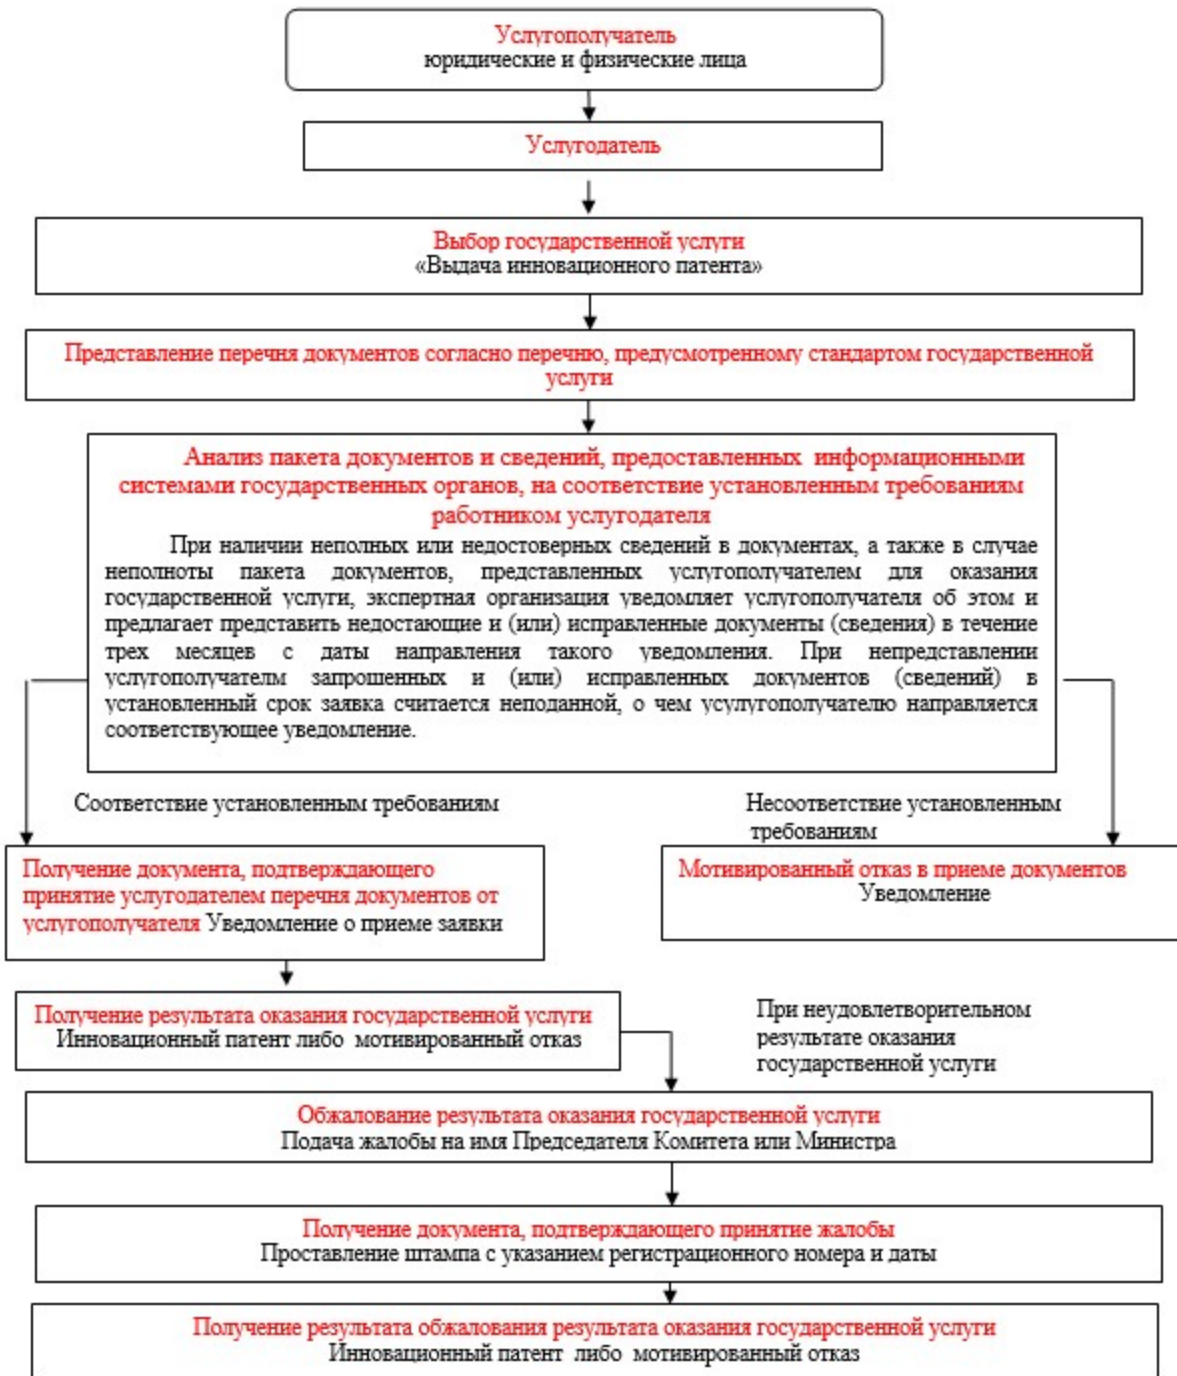 Услугополучатель
юридические и физические лица
Услугодатель
Выбор государственной услуги
«Выдача инновационного патента»
Представление перечня документов согласно перечню, предусмотренному стандартом государственной
услуги
Анализ пакета документов и сведений, предоставленных информационными
системами государственных органов, на соответствие установленным требованиям
работником услугодателя
При наличии неполных или недостоверных сведений в документах, а также в случае
неполноты пакета документов, представленных услугополучателем для оказания
государственной услуги, экспертная организация уведомляет услугополучателя об этом и
предлагает представить недостающие и (или) исправленные документы (сведения) в течение
трех месяцев с даты направления такого уведомления. При непредставлении
услугополучателм запрошенных и (или) исправленных документов (сведений) в
установленный срок заявка считается неподанной, о чем усулугополучателю направляется
соответствующее уведомление.
Соответствие установленным требованиям
Несоответствие установленным
требованиям
Получение документа, подтверждающего
принятие услугодателем перечня документов от
услугополучателя Уведомление о приеме заявки
Мотивированный отказ в приеме документов
Уведомление
Получение результата оказания государственной услуги
Инновационный патент либо мотивированный отказ
При неудовлетворительном
результате оказания
государственной услуги
Обжалование результата оказания государственной услуги
Подача жалобы на имя Председателя Комитета или Министра
Получение документа, подтверждающего принятие жалобы
Проставление штампа с указанием регистрационного номера и даты
Получение результата обжалования результата оказания государственной услуги
Инновационный патент либо мотивированный отказ